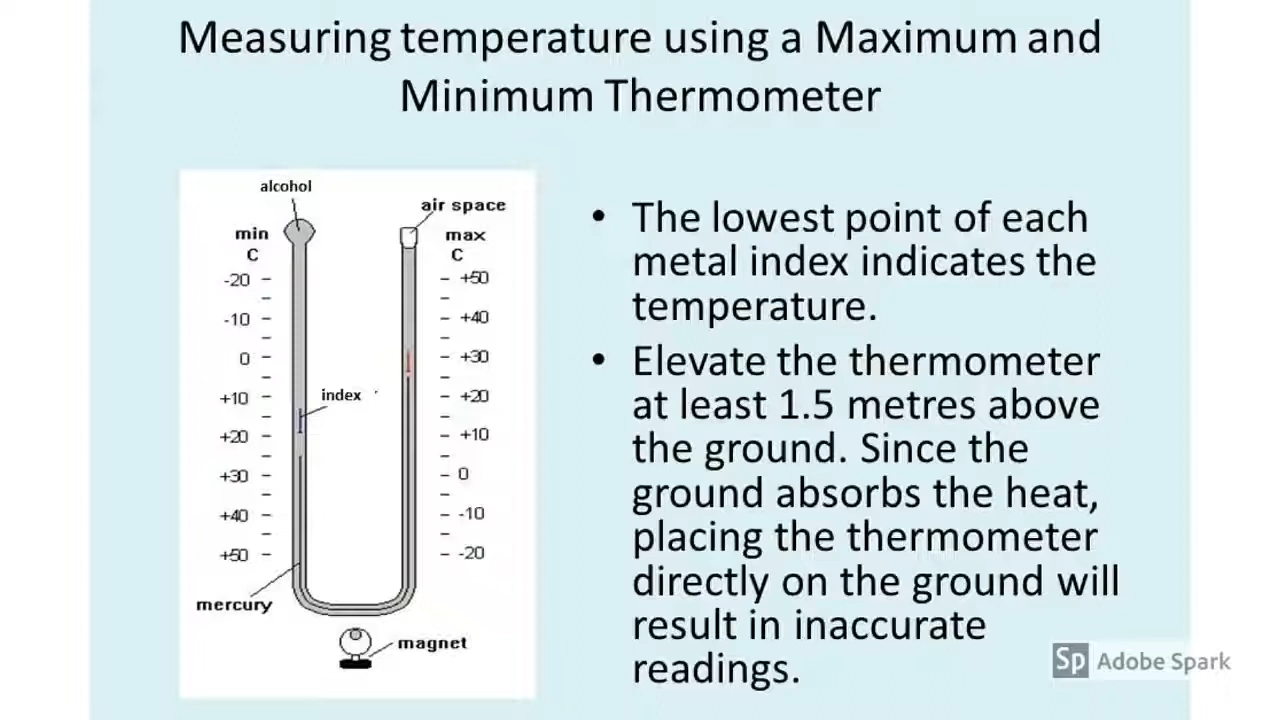 Measuring temperature using a Maximum and
Minimum Thermometer
alcohol
air space
min
C
max
C
-20
-10
0
+10
+20
+30
+40
+50
+50
+40
+30
+20
+10
0
-10
-20
index
mercury
magnet
• The lowest point of each
metal index indicates the
temperature.
• Elevate the thermometer
at least 1.5 metres above
the ground. Since the
ground absorbs the heat,
placing the thermometer
directly on the ground will
result in inaccurate
readings.
Sp Adobe Spark